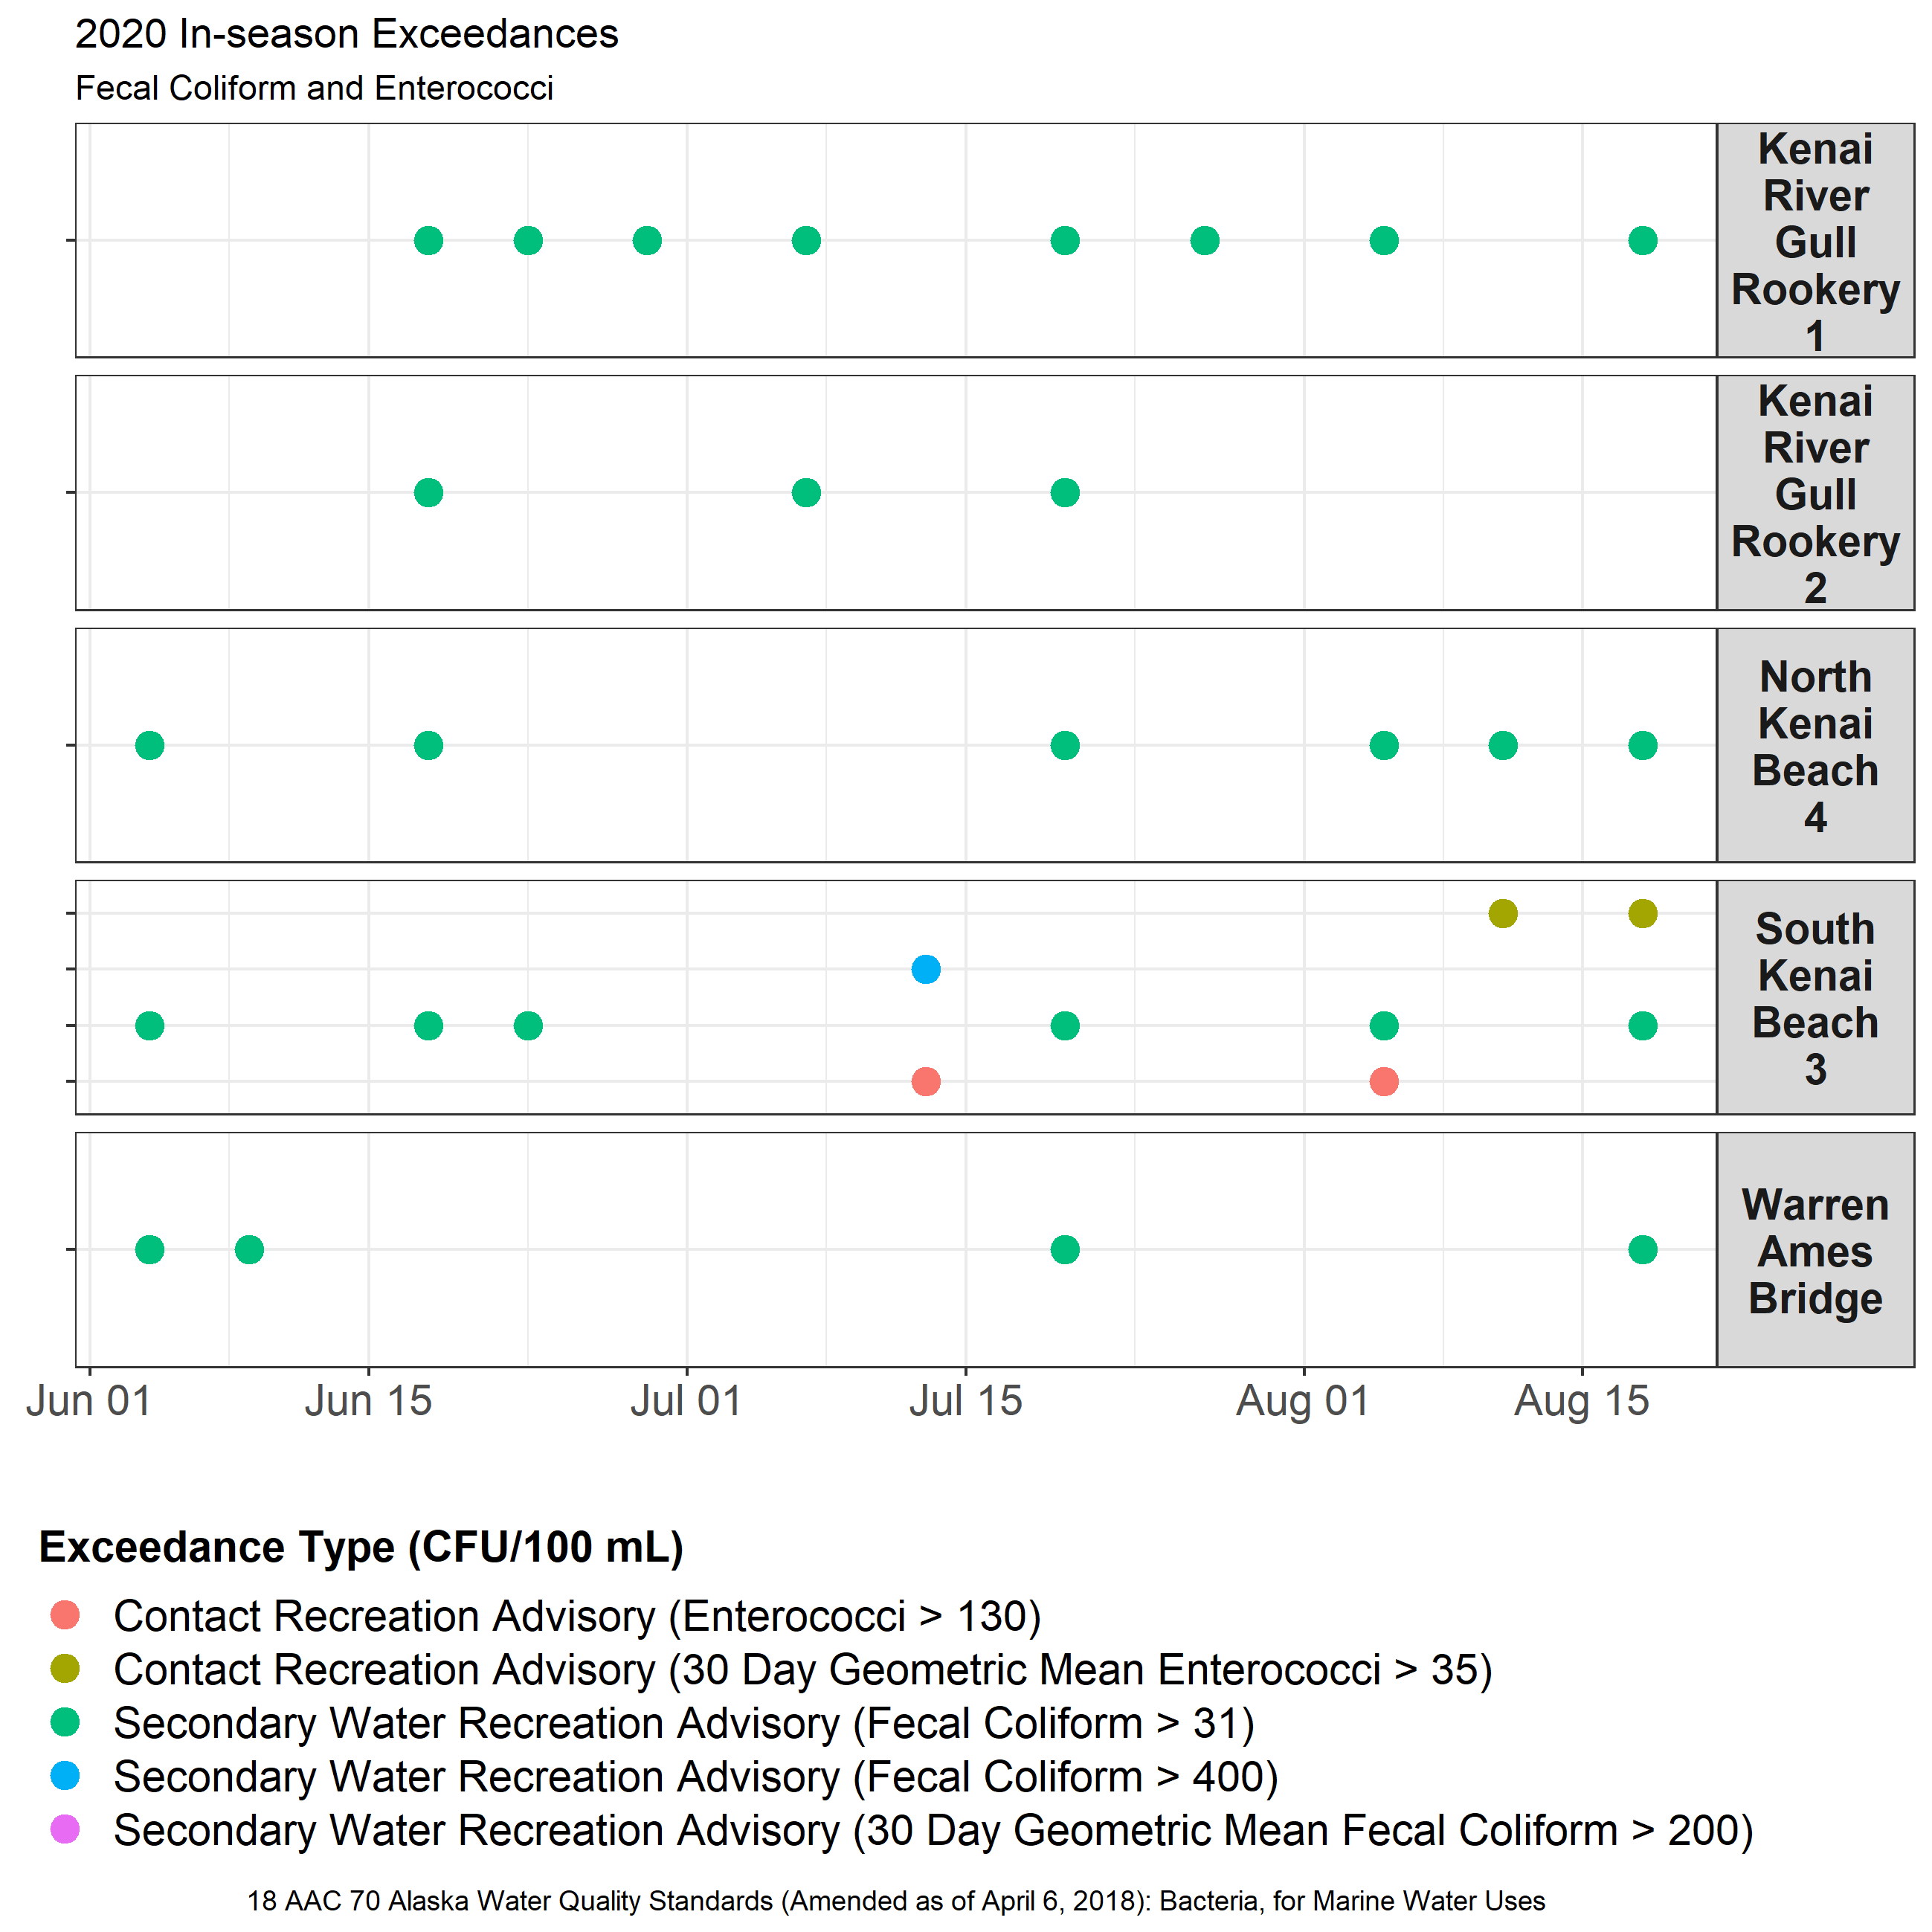 2020 In-season Exceedances
Fecal Coliform and Enterococci
Kenai
River
Gull
Rookery
1
Kenai
River
Gull
Rookery
2
North
Kenai
Beach
4
South
Kenai
Beach
3
Warren
Ames
Bridge
Jun 01 Jun 15 Jul 01 Jul 15 Aug 01 Aug 15
Exceedance Type (CFU/100 mL)
Contact Recreation Advisory (Enterococci > 130)
Contact Recreation Advisory (30 Day Geometric Mean Enterococci > 35)
Secondary Water Recreation Advisory (Fecal Coliform > 31)
Secondary Water Recreation Advisory (Fecal Coliform > 400)
Secondary Water Recreation Advisory (30 Day Geometric Mean Fecal Coliform > 200)
18 AAC 70 Alaska Water Quality Standards (Amended as of April 6, 2018): Bacteria, for Marine Water Uses